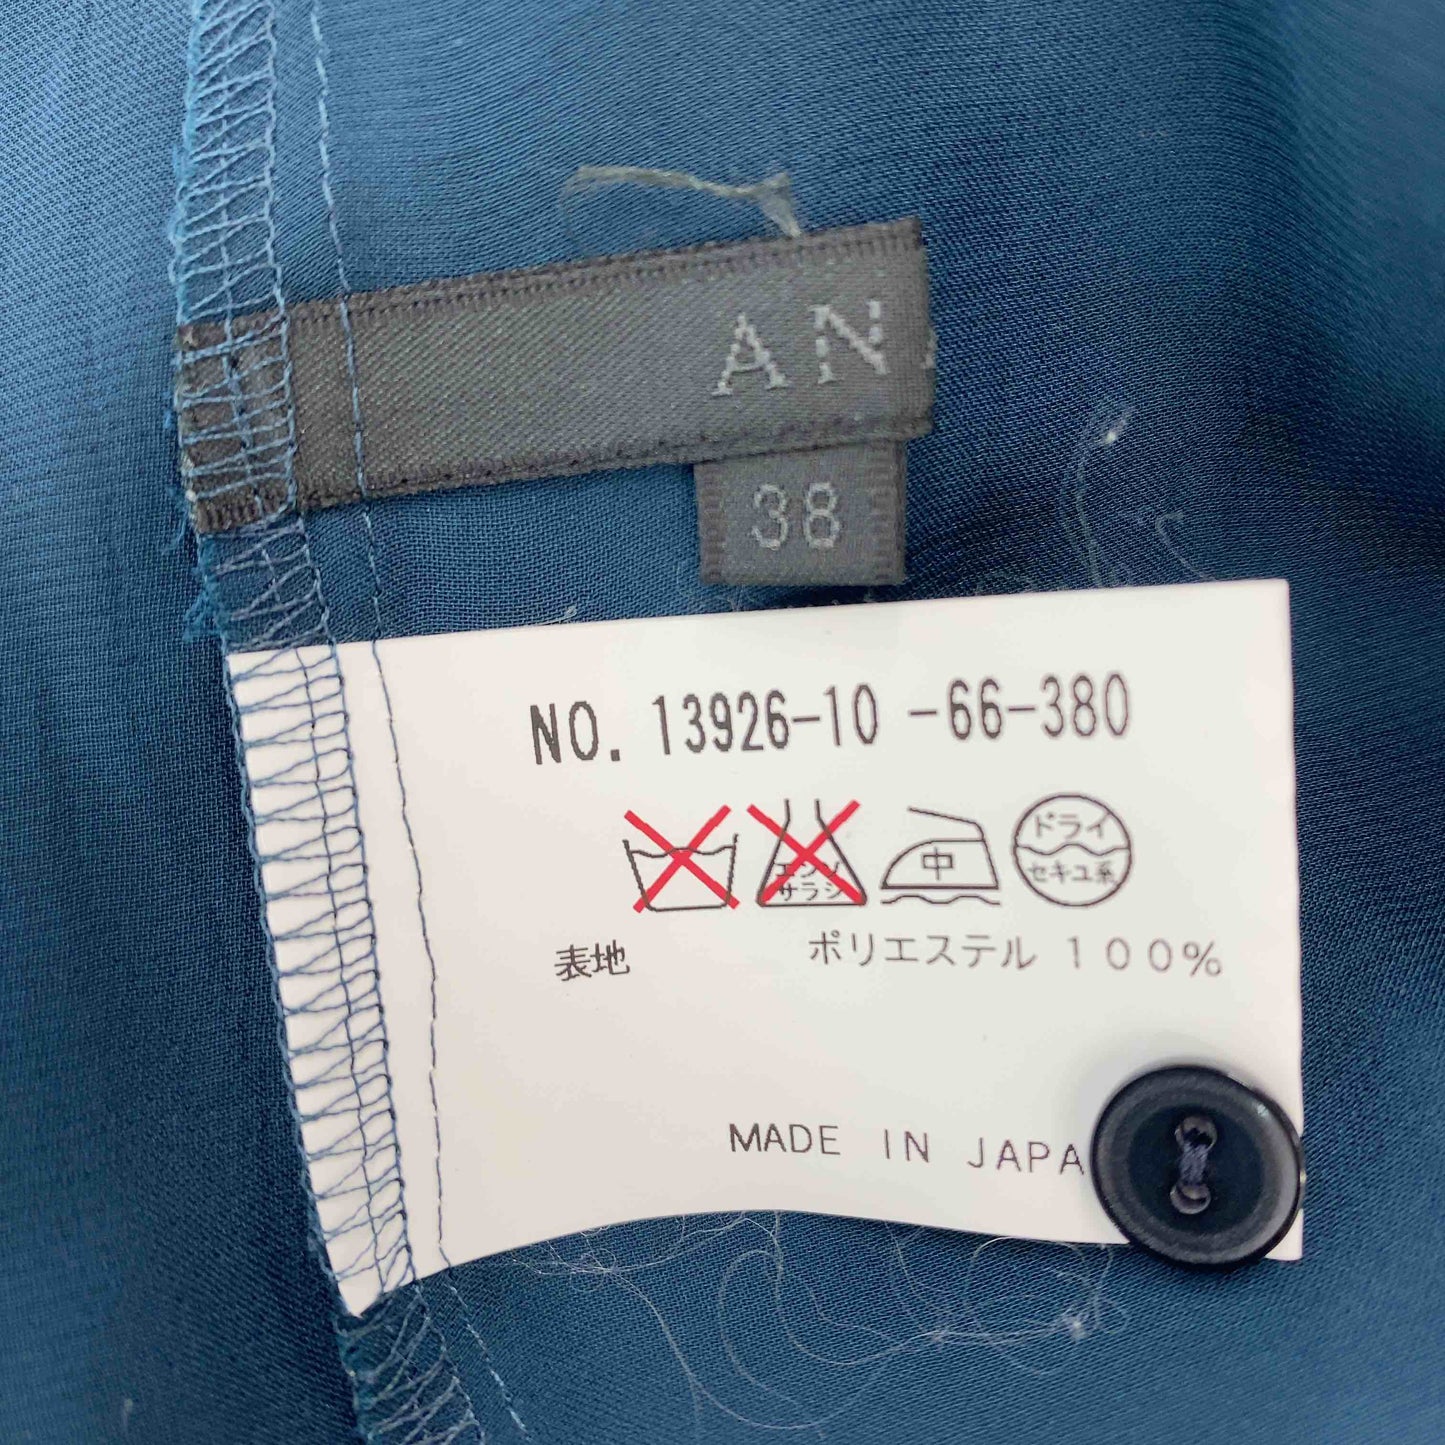 AN
38
NO. 13926-10 -66-380
エンソ
サラシ
中
ドライ
セキユ系
表地 ポリエステル 100%
MADE IN JAPA